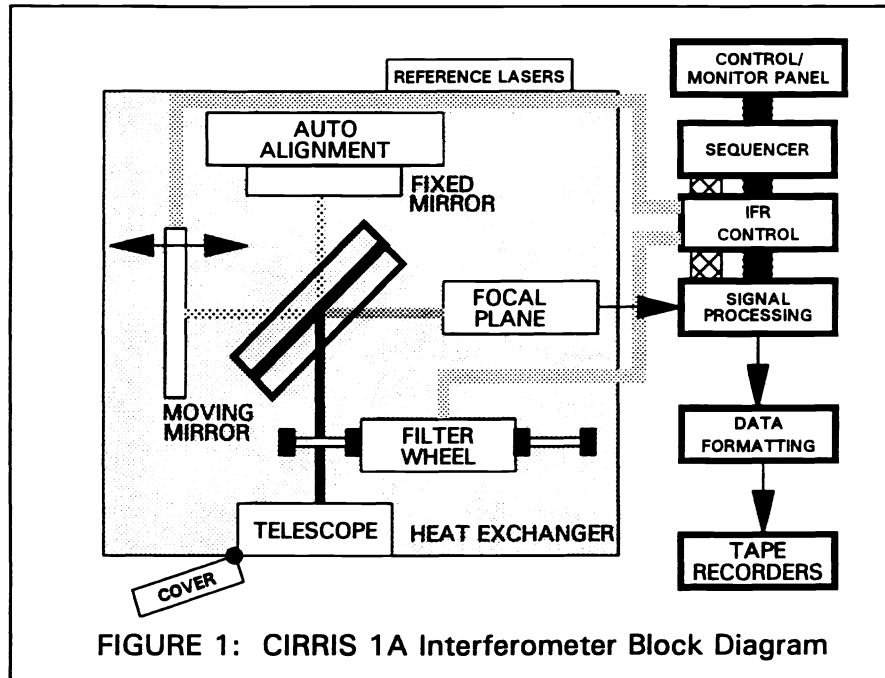 REFERENCE LASERS
CONTROL/
MONITOR PANEL
AUTO
ALIGNMENT
SEQUENCER
FIXED
MIRROR
IFR
CONTROL
FOCAL
PLANE
SIGNAL
PROCESSING
MOVING
MIRROR
FILTER
WHEEL
DATA
FORMATTING
TELESCOPE
HEAT EXCHANGER
TAPE
RECORDERS
COVER
FIGURE 1: CIRRIS 1A Interferometer Block Diagram